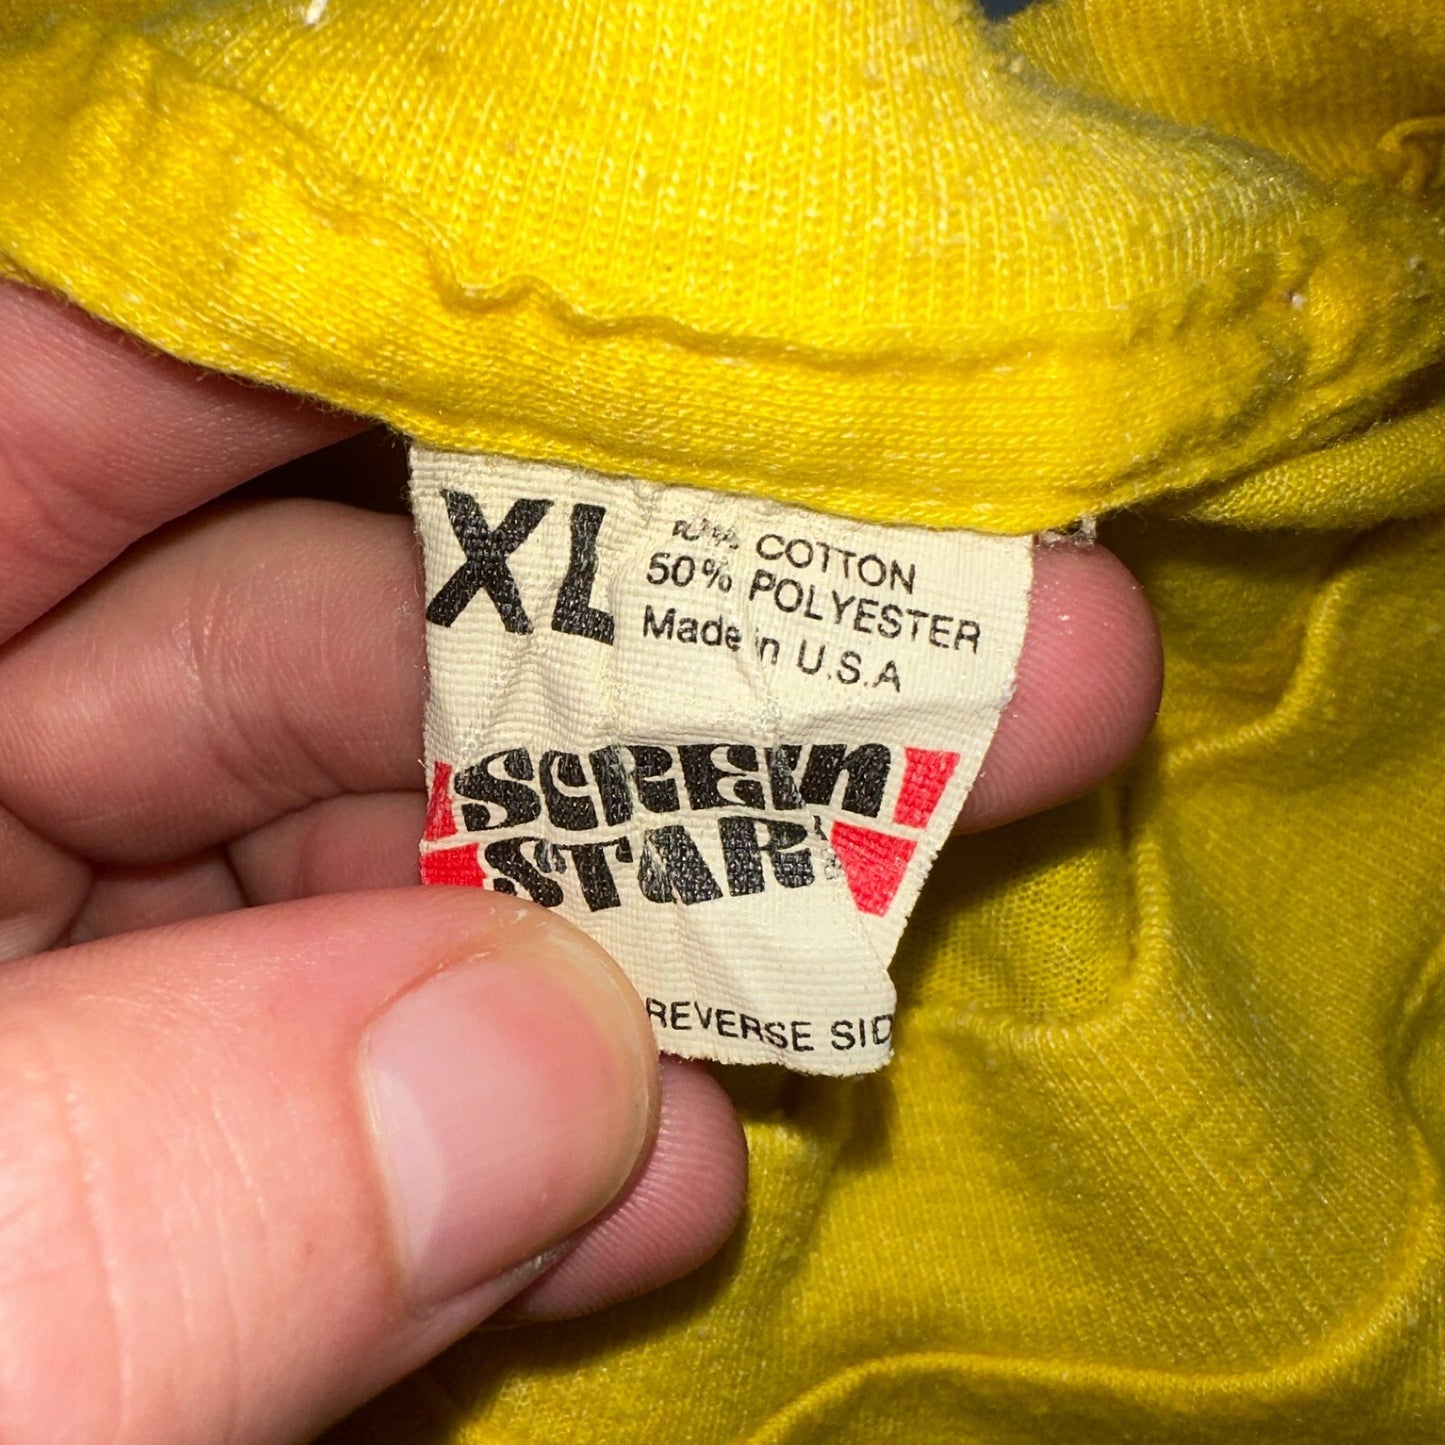 XL
COTTON
50% POLYESTER
Made in U.S.A
SCREEN
STAR
REVERSE SID